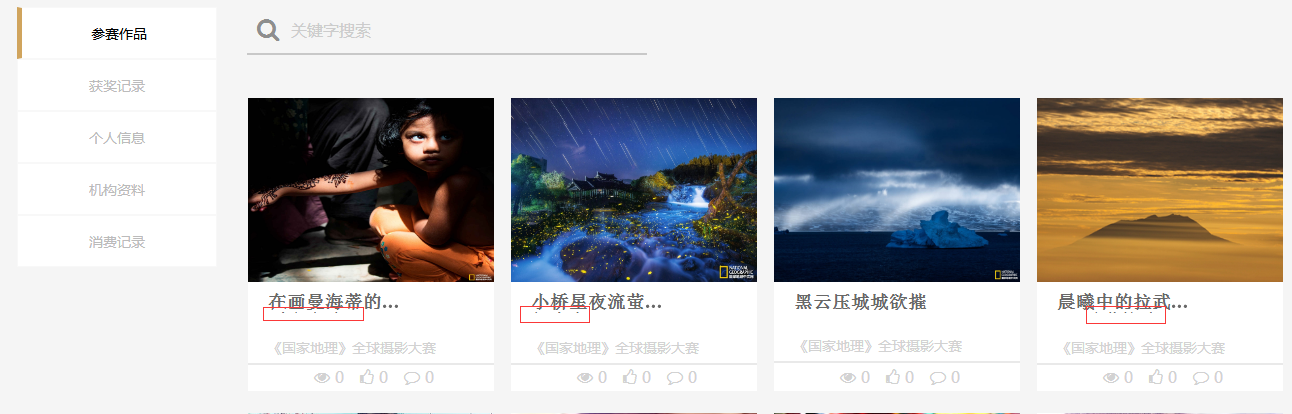 参赛作品
获奖记录
个人信息
机构资料
消费记录
关键字搜索
在画曼海蒂的...
《国家地理》全球摄影大赛
0 0 0
小桥星夜流萤...
《国家地理》全球摄影大赛
0 0 0
黑云压城城欲摧
《国家地理》全球摄影大赛
0 0 0
晨曦中的拉武...
《国家地理》全球摄影大赛
0 0 0
NATIONAL GEOGRAPHIC